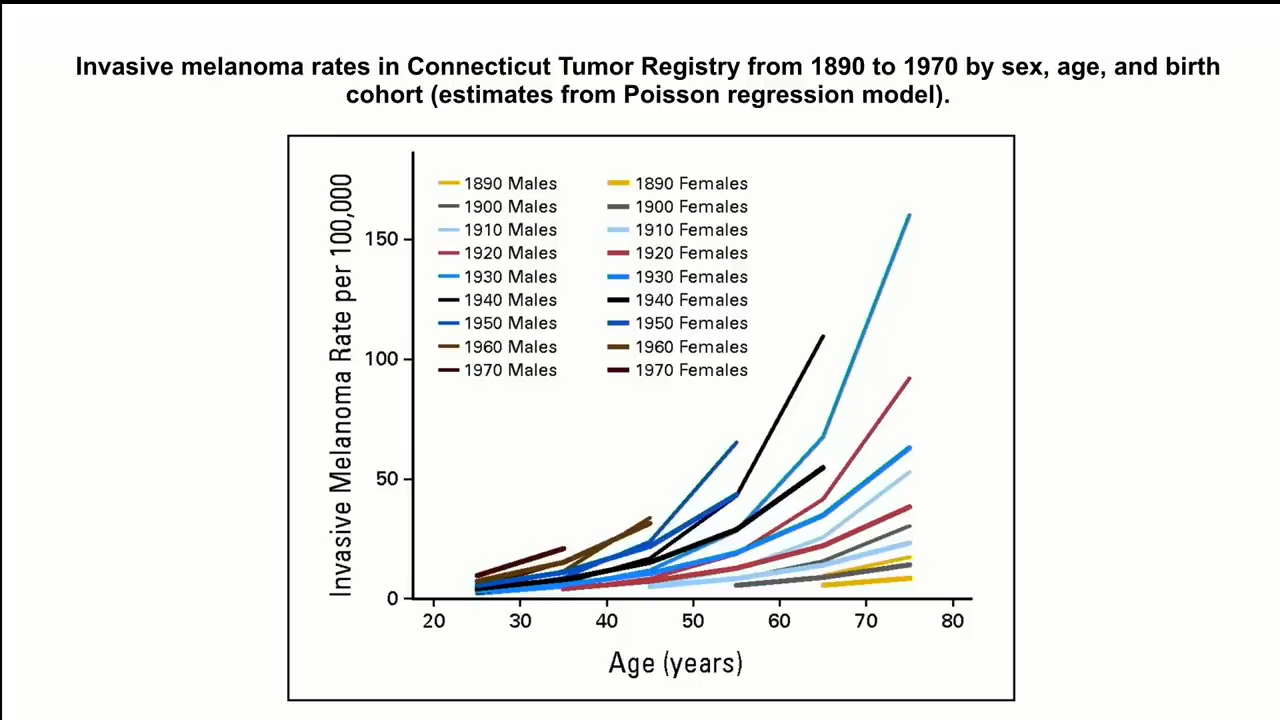 Invasive melanoma rates in Connecticut Tumor Registry from 1890 to 1970 by sex, age, and birth
cohort (estimates from Poisson regression model).
Invasive Melanoma Rate per 100,000
150
100
50
0
1890 Males
1900 Males
1910 Males
1920 Males
1930 Males
1940 Males
1950 Males
1960 Males
1970 Males
1890 Females
1900 Females
1910 Females
1920 Females
1930 Females
1940 Females
1950 Females
1960 Females
1970 Females
20 30 40 50 60 70 80
Age (years)